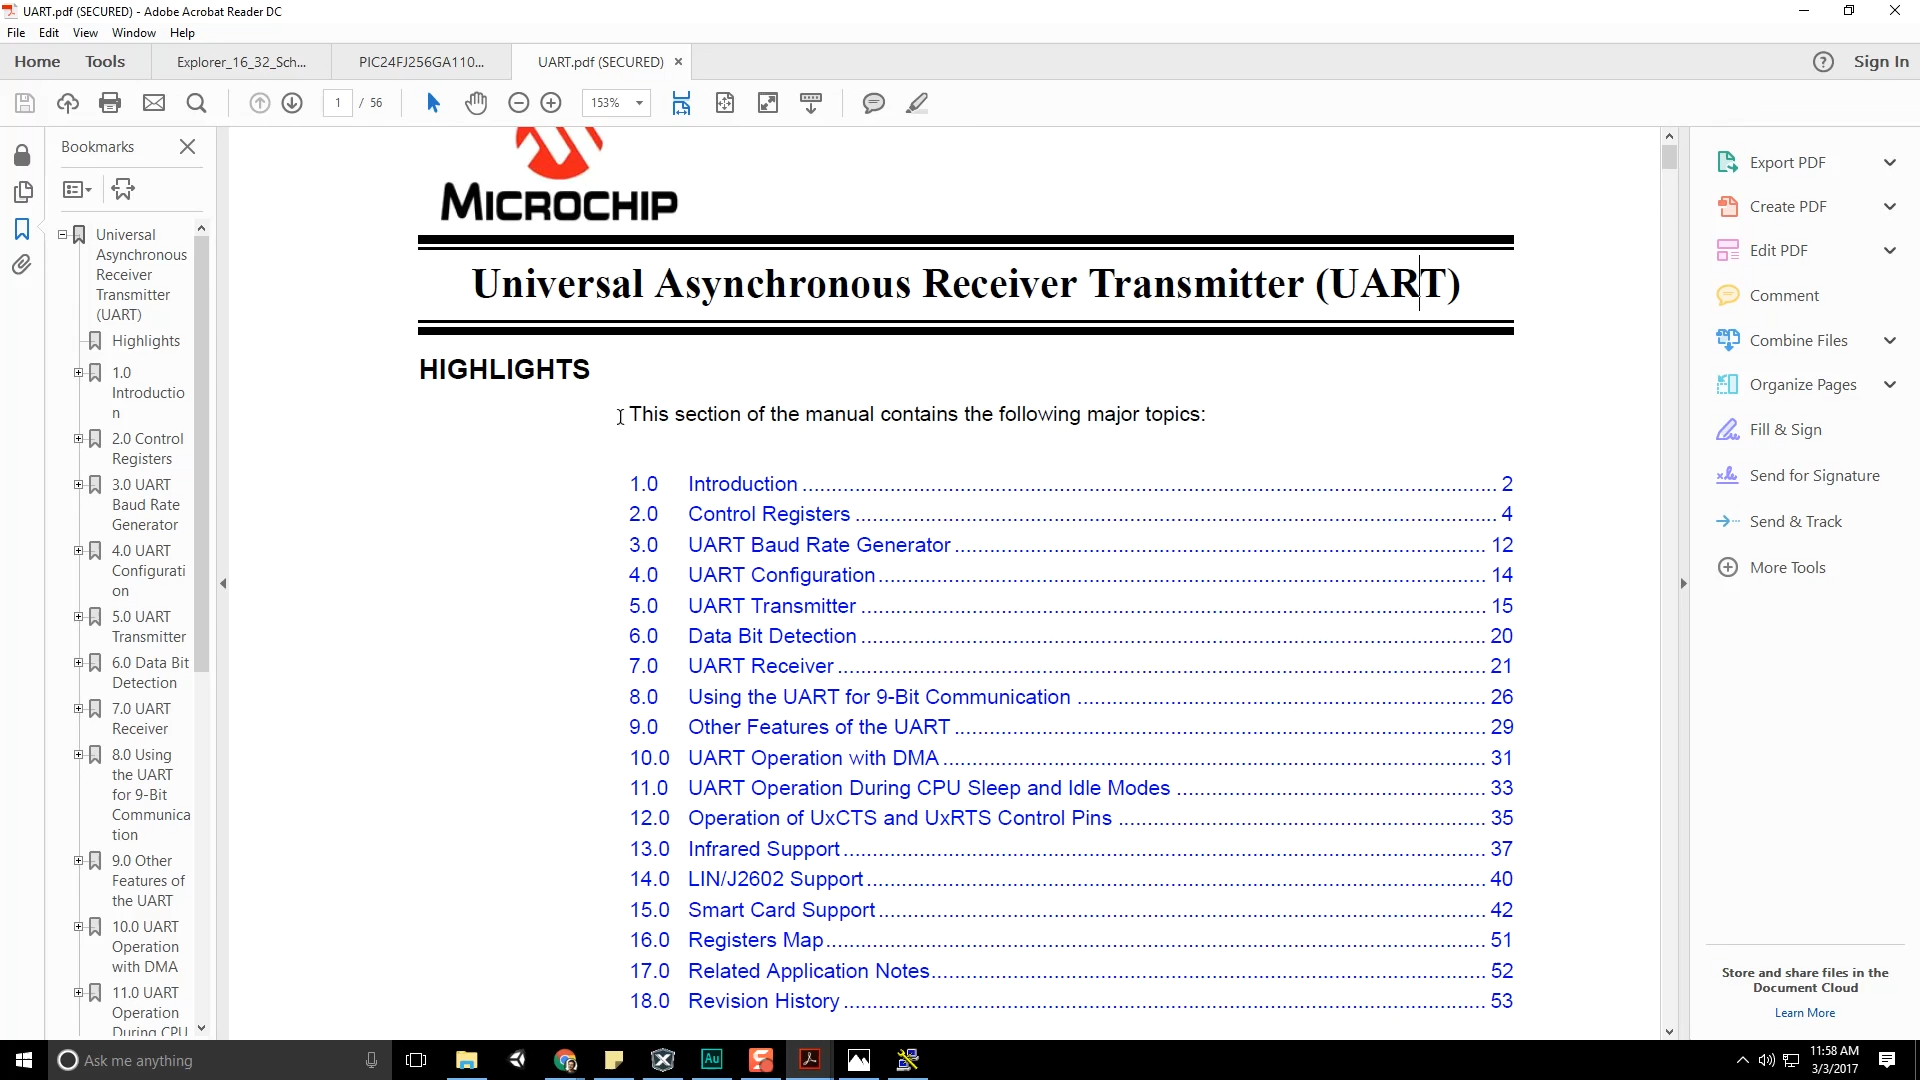 UART.pdf (SECURED) - Adobe Acrobat Reader DC
File Edit View Window Help
Home Tools Explorer_16_32_Sch... PIC24FJ256GA110... UART.pdf (SECURED) × Sign In
1 / 56 153%
Bookmarks
Universal
Asynchronous
Receiver
Transmitter
(UART)
Highlights
1.0
Introductio
n
2.0 Control
Registers
3.0 UART
Baud Rate
Generator
4.0 UART
Configurati
on
5.0 UART
Transmitter
6.0 Data Bit
Detection
7.0 UART
Receiver
8.0 Using
the UART
for 9-Bit
Communica
tion
9.0 Other
Features of
the UART
10.0 UART
Operation
with DMA
11.0 UART
Operation
During CPU
MICROCHIP
Universal Asynchronous Receiver Transmitter (UART)
HIGHLIGHTS
This section of the manual contains the following major topics:
1.0 Introduction ........ 2
2.0 Control Registers ........ 4
3.0 UART Baud Rate Generator ........ 12
4.0 UART Configuration ........ 14
5.0 UART Transmitter ........ 15
6.0 Data Bit Detection ........ 20
7.0 UART Receiver ........ 21
8.0 Using the UART for 9-Bit Communication ........ 26
9.0 Other Features of the UART ........ 29
10.0 UART Operation with DMA ........ 31
11.0 UART Operation During CPU Sleep and Idle Modes ........ 33
12.0 Operation of UxCTS and UxRTS Control Pins ........ 35
13.0 Infrared Support ........ 37
14.0 LIN/J2602 Support ........ 40
15.0 Smart Card Support ........ 42
16.0 Registers Map ........ 51
17.0 Related Application Notes ........ 52
18.0 Revision History ........ 53
Export PDF
Create PDF
Edit PDF
Comment
Combine Files
Organize Pages
Fill & Sign
Send for Signature
Send & Track
More Tools
Store and share files in the
Document Cloud
Learn More
Ask me anything
Au
11:58 AM
3/3/2017